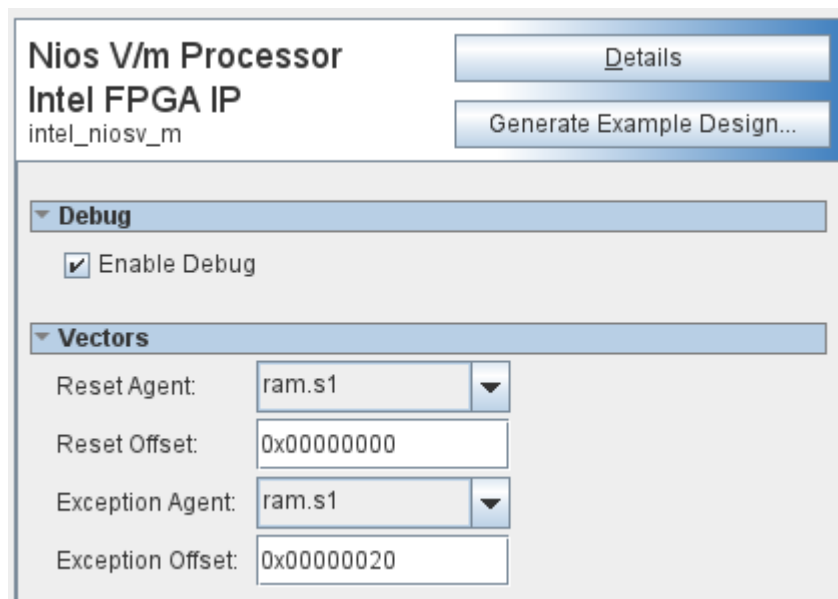 Nios V/m Processor
Intel FPGA IP
intel_niosv_m
Details
Generate Example Design...
Debug
Enable Debug
Vectors
Reset Agent: ram.s1
Reset Offset: 0x00000000
Exception Agent: ram.s1
Exception Offset: 0x00000020